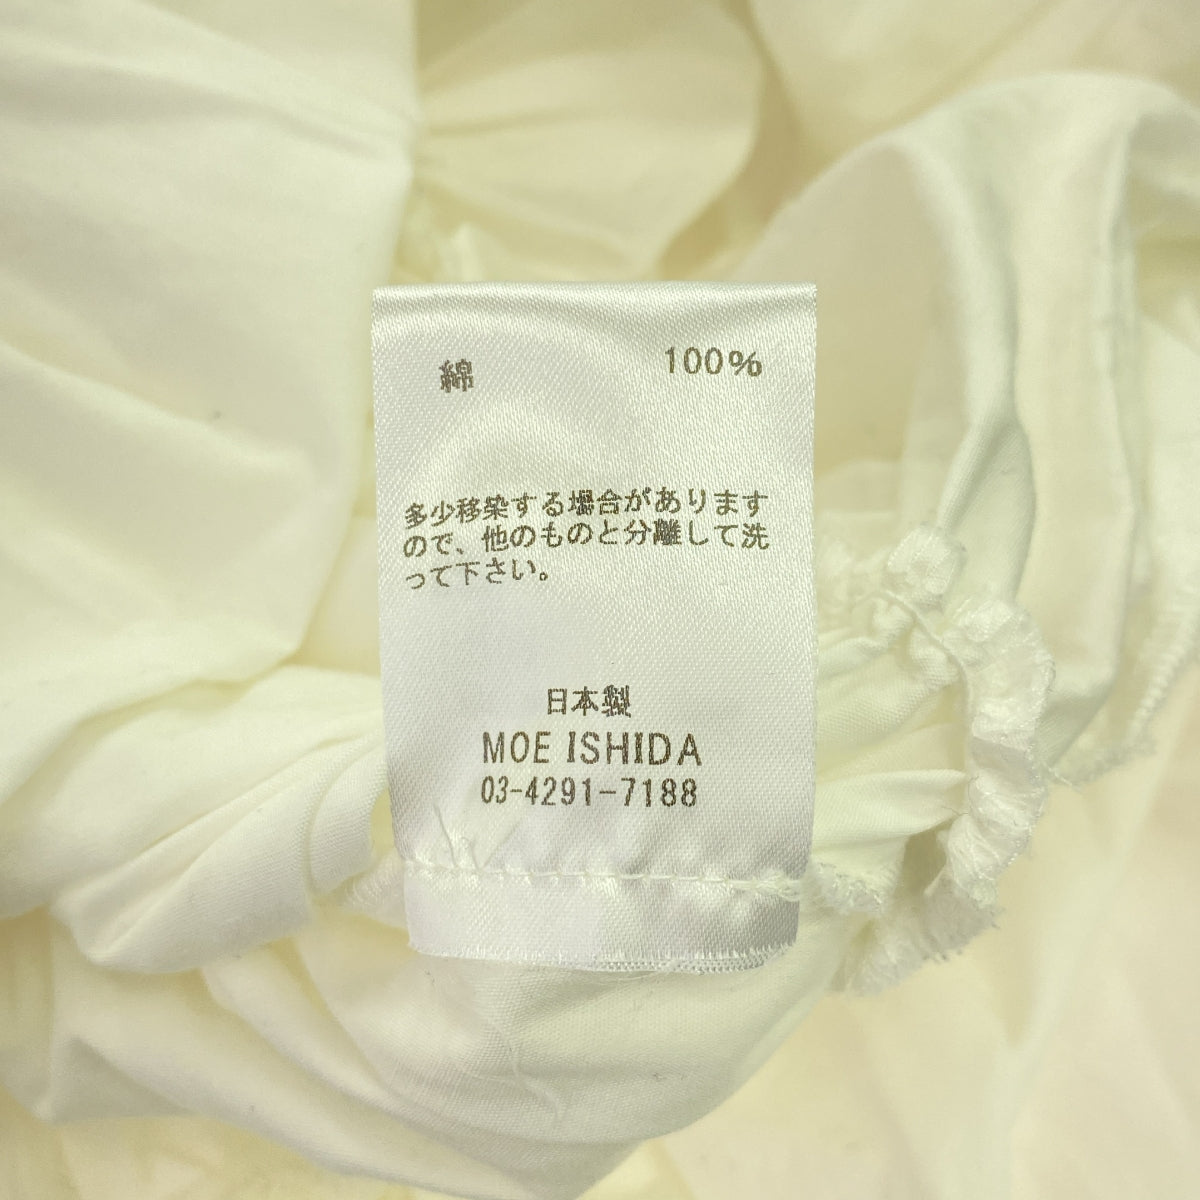 綿 100%
多少移染する場合があります
ので、他のものと分離して洗
って下さい。
日本製
MOE ISHIDA
03-4291-7188